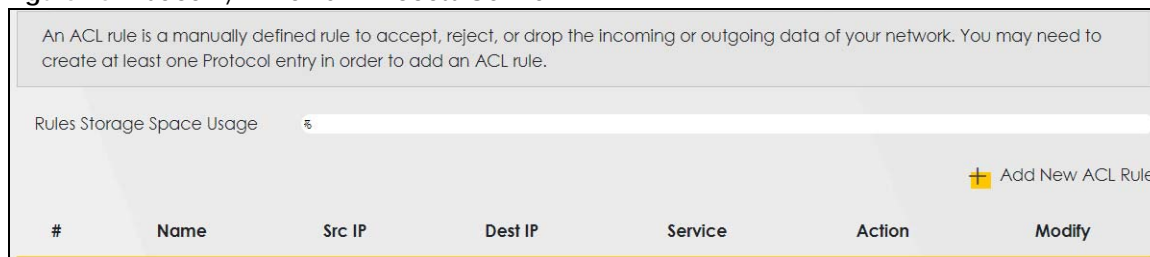 An ACL rule is a manually defined rule to accept, reject, or drop the incoming or outgoing data of your network. You may need to
create at least one Protocol entry in order to add an ACL rule.
Rules Storage Space Usage %
+ Add New ACL Rule
# Name Src IP Dest IP Service Action Modify